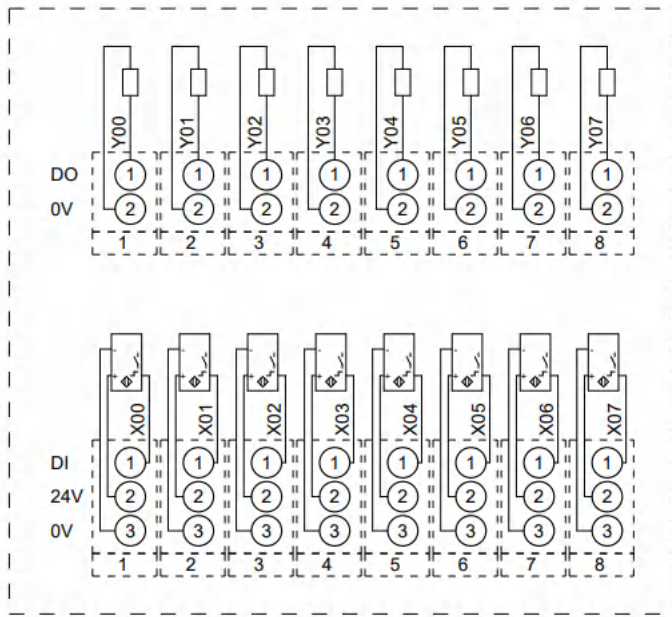 Y00 Y01 Y02 Y03 Y04 Y05 Y06 Y07
DO 1 1 1 1 1 1 1 1
0V 2 2 2 2 2 2 2 2
1 2 3 4 5 6 7 8
- - - - - - - -
+ + + + + + + +
X00 X01 X02 X03 X04 X05 X06 X07
DI 1 1 1 1 1 1 1 1
24V 2 2 2 2 2 2 2 2
0V 3 3 3 3 3 3 3 3
1 2 3 4 5 6 7 8